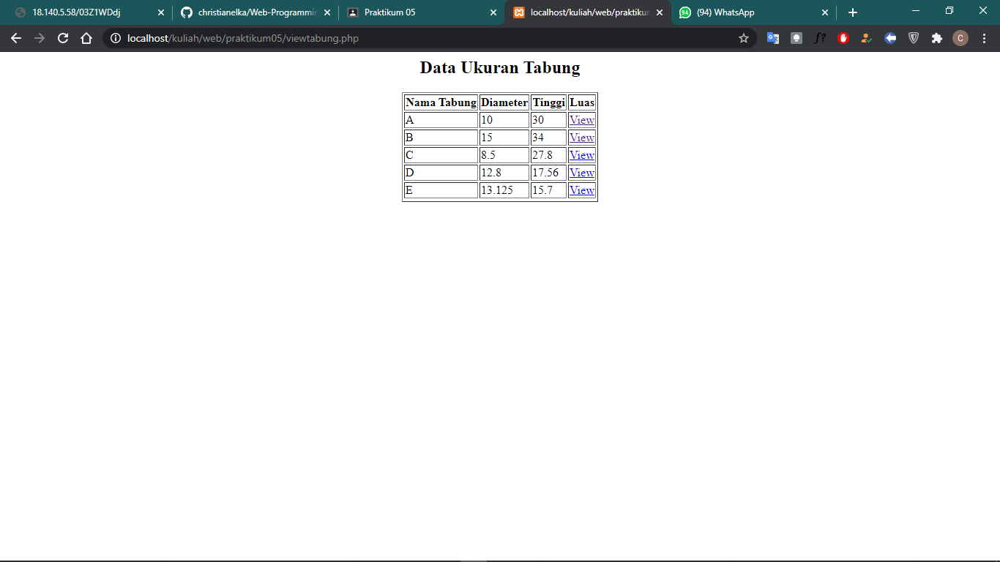 18.140.5.58/03Z1WDdj
christianelka/Web-Programmin
Praktikum 05
localhost/kuliah/web/praktikum
94
(94) WhatsApp
localhost/kuliah/web/praktikum05/viewtabung.php
f?
C
Data Ukuran Tabung
Nama Tabung Diameter Tinggi Luas
A 10 30 View
B 15 34 View
C 8.5 27.8 View
D 12.8 17.56 View
E 13.125 15.7 View